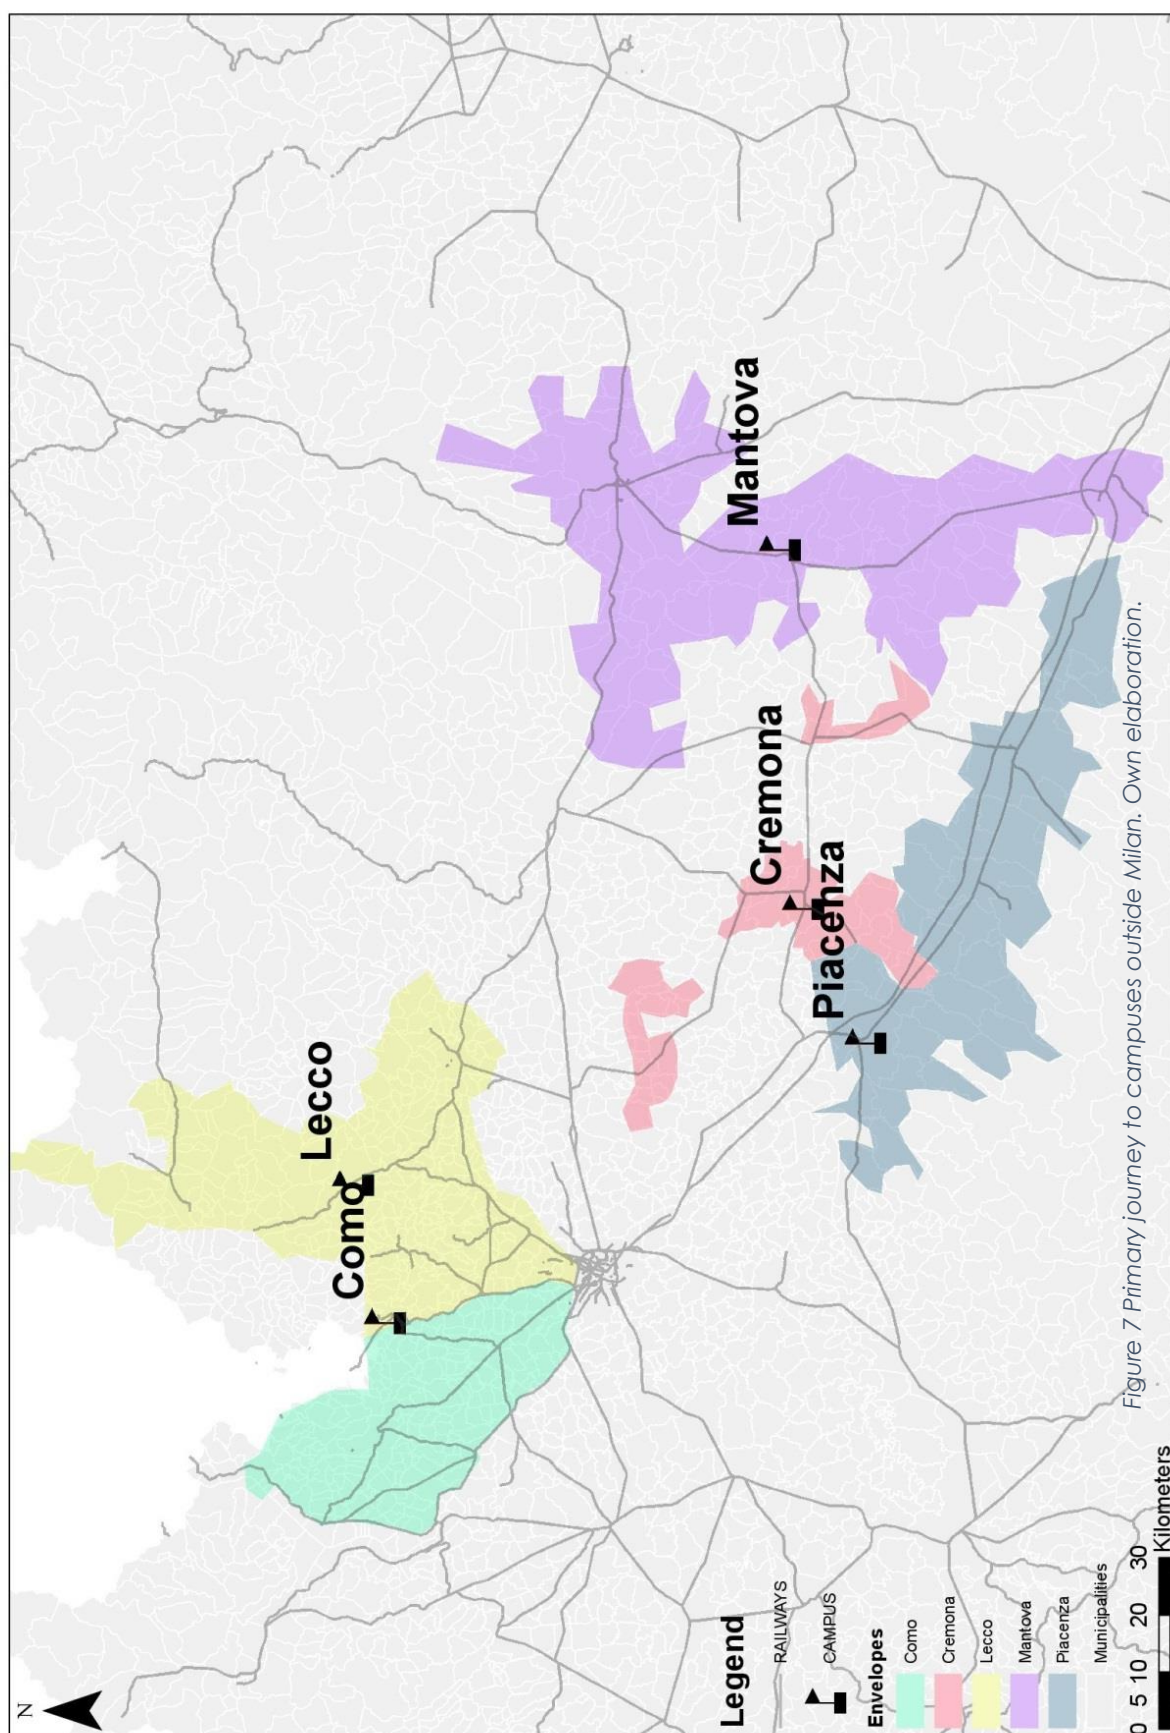 N
Lecco
Como
Mantova
Cremona
Piacenza
Legend
RAILWAYS
CAMPUS
Envelopes
Como
Cremona
Lecco
Mantova
Piacenza
Municipalities
0 5 10 20 30
Kilometers
Figure 7 Primary journey to campuses outside Milan. Own elaboration.